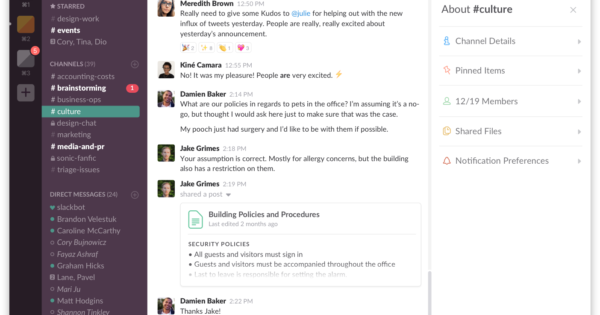 ⌘1
⌘2
5
⌘3
STARRED
design-work
# events
Cory, Tina, Dio
CHANNELS (39)
# accounting-costs
# brainstorming 1
# business-ops
# culture
design-chat
# marketing
# media-and-pr
sonic-fanfic
# triage-issues
DIRECT MESSAGES (24)
slackbot
Brandon Velestuk
Caroline McCarthy
Cory Bujnowicz
Fayaz Ashraf
Graham Hicks
2 Lane, Pavel
Mari Ju
Matt Hodgins
Shannon Tinkley
Meredith Brown 12:50 PM
Really need to give some Kudos to @julie for helping out with the new
influx of tweets yesterday. People are really, really excited about
yesterday's announcement.
Kiné Camara 12:55 PM
No! It was my pleasure! People are very excited.
Damien Baker 2:14 PM
What are our policies in regards to pets in the office? I'm assuming it's a no-
go, but thought I would ask here just to make sure that was the case.
My pooch just had surgery and I'd like to be with them if possible.
Jake Grimes 2:18 PM
Your assumption is correct. Mostly for allergy concerns, but the building
also has a restriction on them.
Jake Grimes 2:19 PM
shared a post
Building Policies and Procedures
Last edited 2 months ago
SECURITY POLICIES
• All guests and visitors must sign in
• Guests and visitors must be accompanied throughout the office
• Last to leave is responsible for setting the alarm.
Damien Baker 2:22 PM
Thanks Jake!
About #culture
Channel Details
Pinned Items
12/19 Members
Shared Files
Notification Preferences